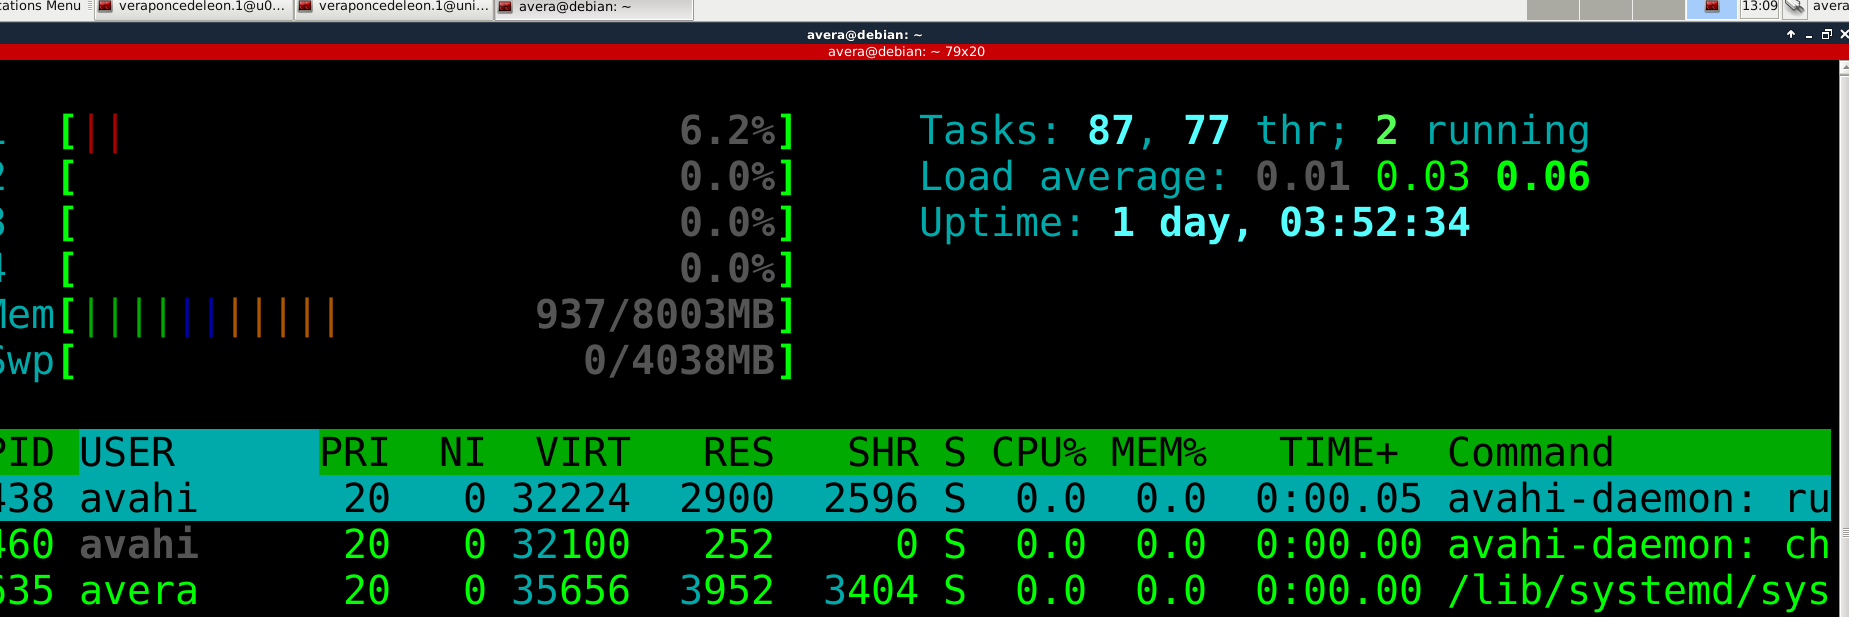 cations Menu veraponcedeleon.1@u0... veraponcedeleon.1@uni... avera@debian: ~ 13:09 avera
avera@debian: ~
avera@debian: ~ 79x20
1 [|| 6.2%] Tasks: 87, 77 thr; 2 running
2 [ 0.0%] Load average: 0.01 0.03 0.06
3 [ 0.0%] Uptime: 1 day, 03:52:34
4 [ 0.0%]
Mem[||||||||||| 937/8003MB]
Swp[ 0/4038MB]
PID USER PRI NI VIRT RES SHR S CPU% MEM% TIME+ Command
438 avahi 20 0 32224 2900 2596 S 0.0 0.0 0:00.05 avahi-daemon: ru
460 avahi 20 0 32100 252 0 S 0.0 0.0 0:00.00 avahi-daemon: ch
635 avera 20 0 35656 3952 3404 S 0.0 0.0 0:00.00 /lib/systemd/sys